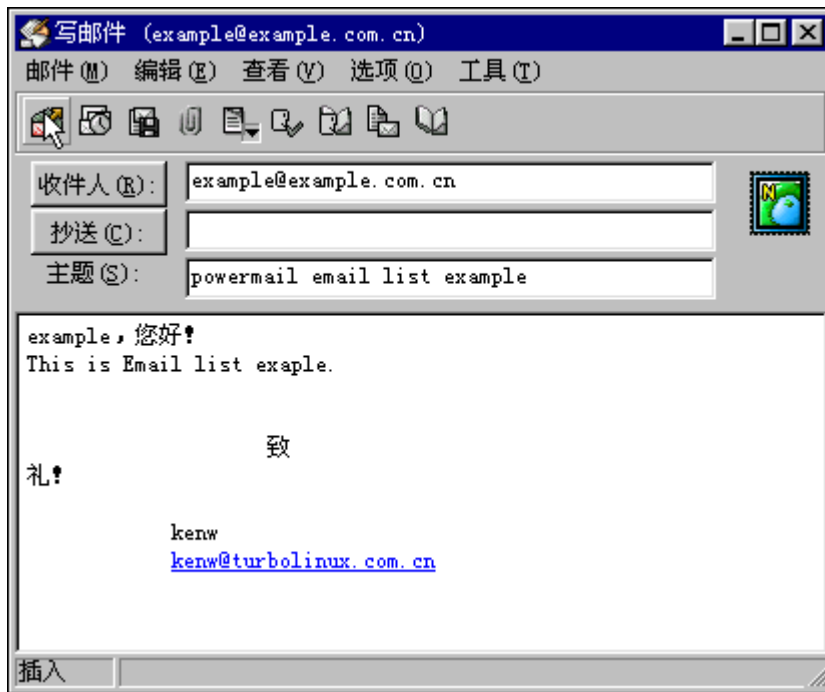 写邮件 (example@example.com.cn)
邮件(M) 编辑(E) 查看(V) 选项(O) 工具(T)
收件人(R): example@example.com.cn
抄送(C):
主题(S): powermail email list example
N
example，您好！
This is Email list exaple.
致
礼！
kenw
kenw@turbolinux.com.cn
插入